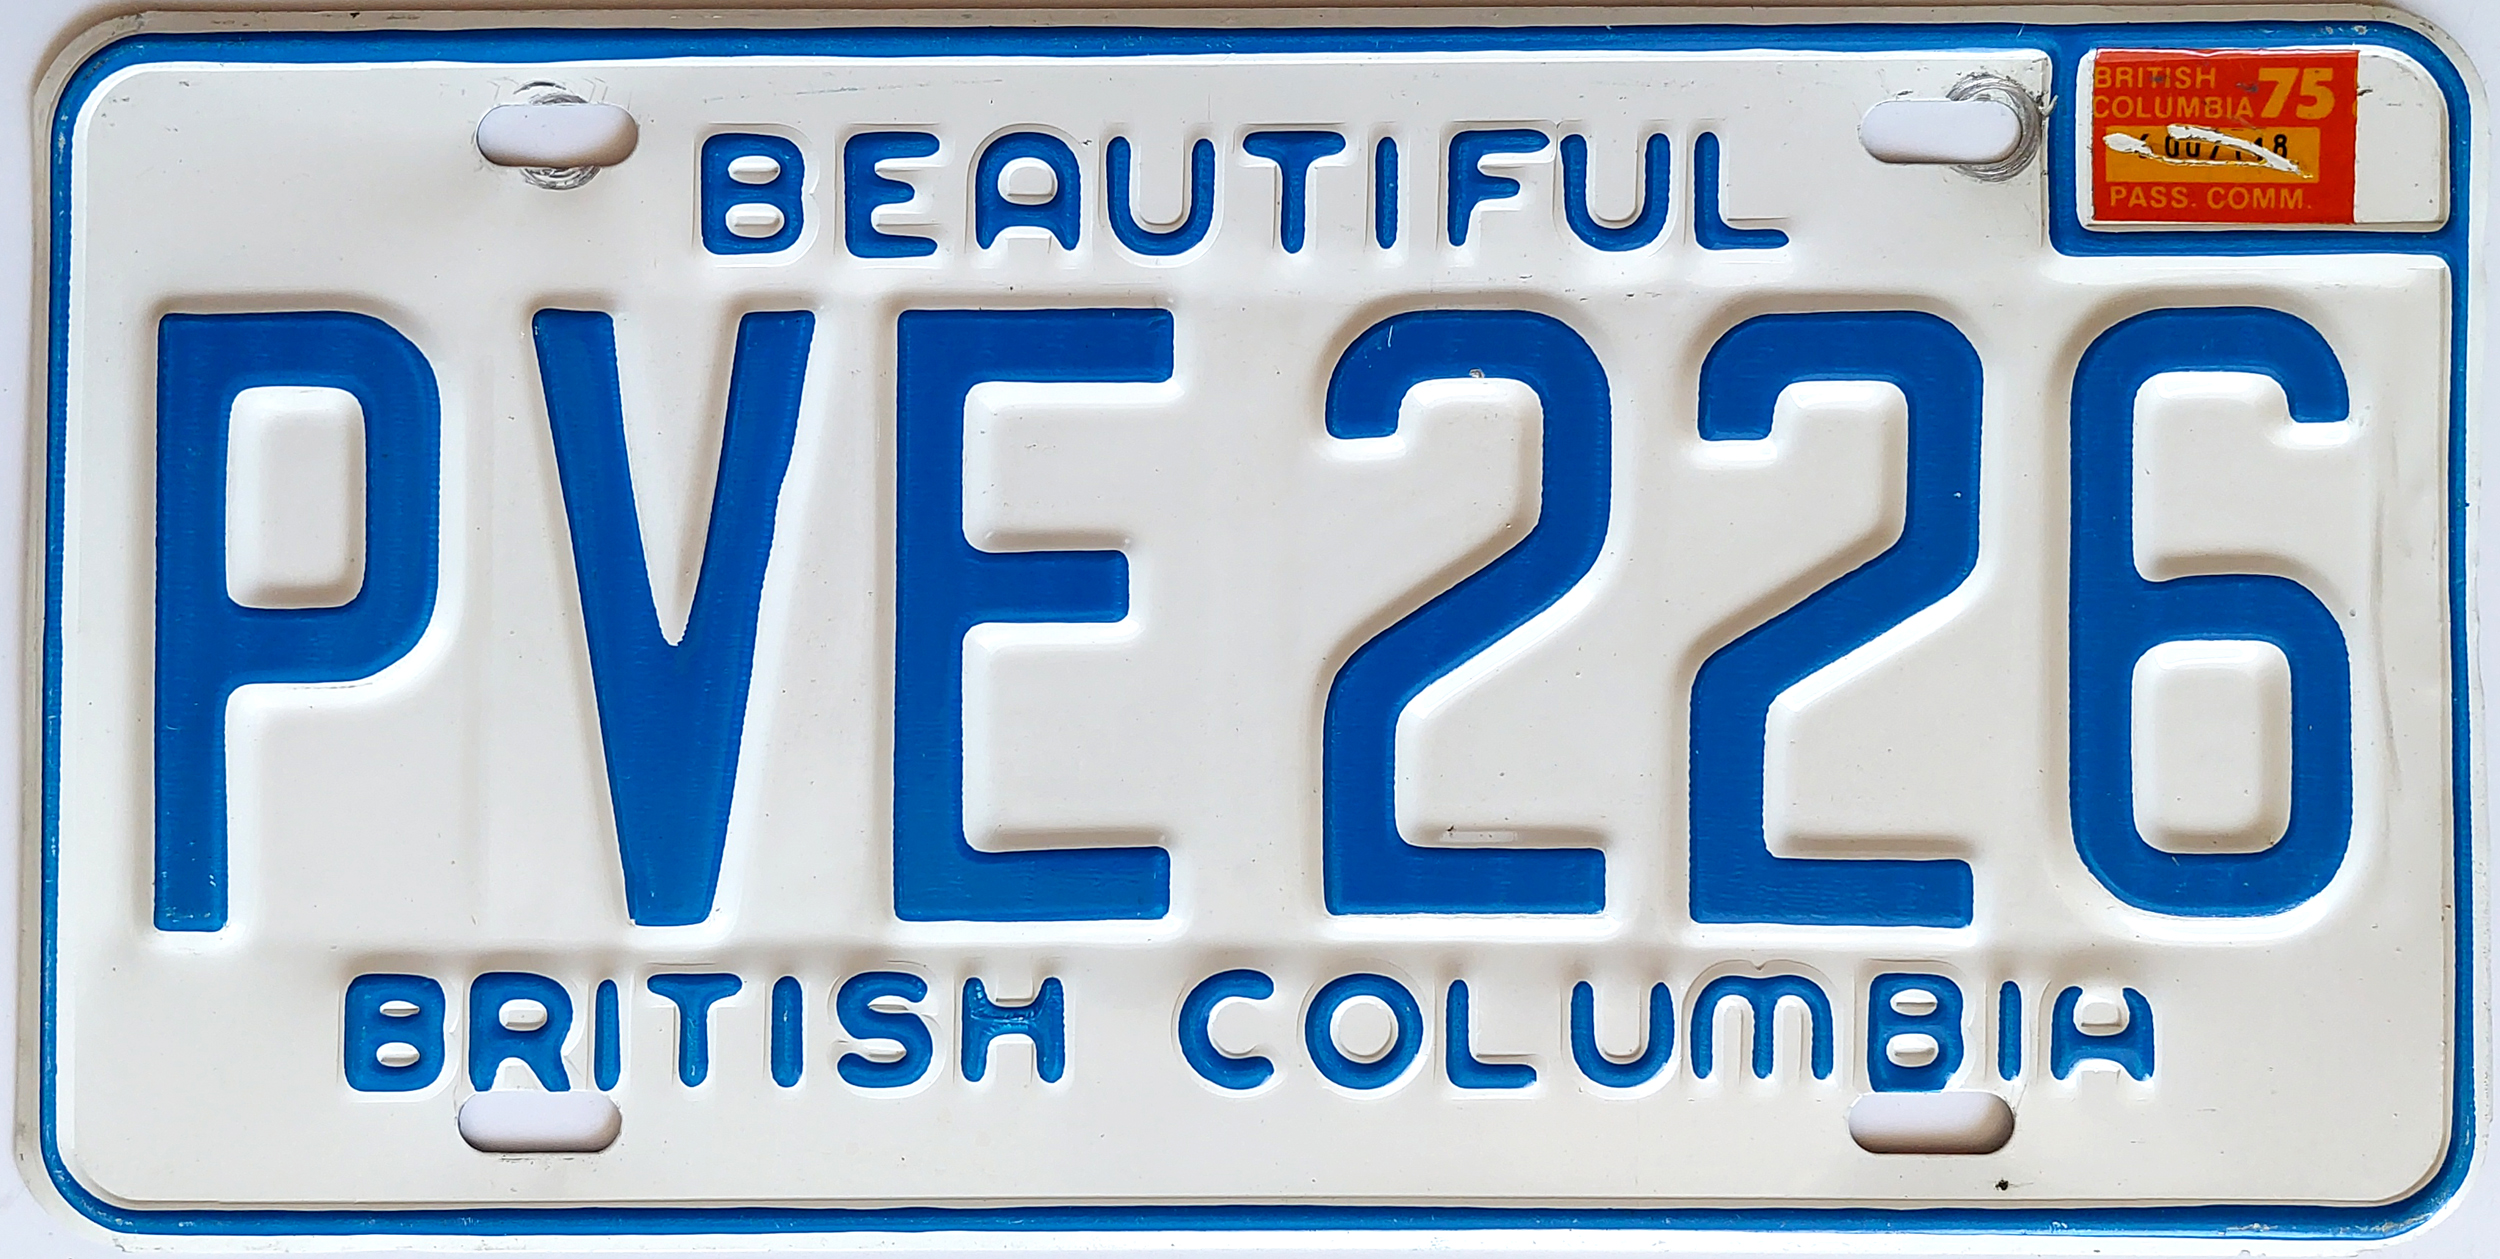 BEAUTIFUL
BRITISH
COLUMBIA 75
PASS. COMM.
PVE 226
BRITISH COLUMBIA